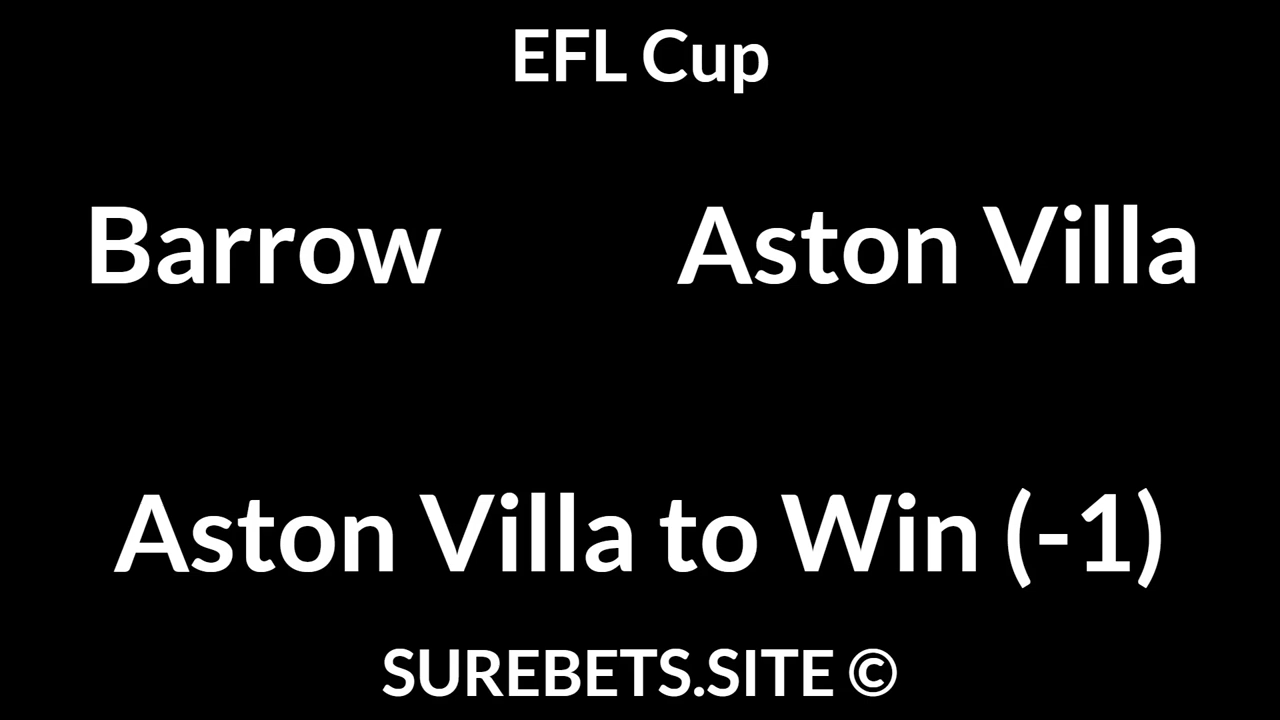 EFL Cup
Barrow Aston Villa
Aston Villa to Win (-1)
SUREBETS.SITE ©